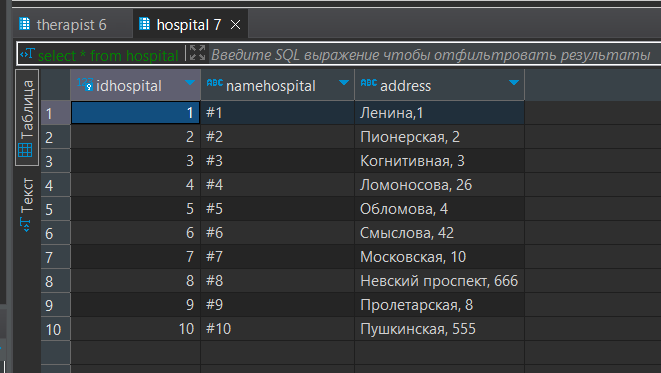 therapist 6
hospital 7
select * from hospital
Введите SQL выражение чтобы отфильтровать результаты
Таблица
Текст
123 idhospital ABC namehospital ABC address
1 1 #1 Ленина,1
2 2 #2 Пионерская, 2
3 3 #3 Когнитивная, 3
4 4 #4 Ломоносова, 26
5 5 #5 Обломова, 4
6 6 #6 Смыслова, 42
7 7 #7 Московская, 10
8 8 #8 Невский проспект, 666
9 9 #9 Пролетарская, 8
10 10 #10 Пушкинская, 555